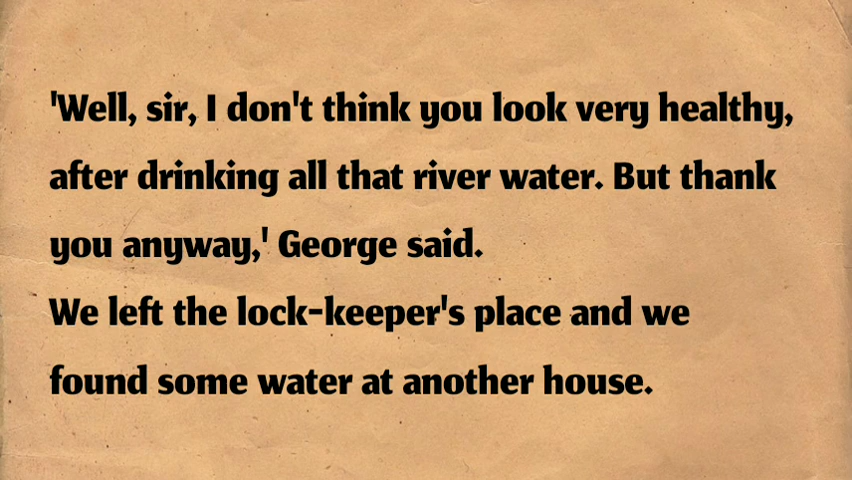 'Well, sir, I don't think you look very healthy,
after drinking all that river water. But thank
you anyway,' George said.
We left the lock-keeper's place and we
found some water at another house.